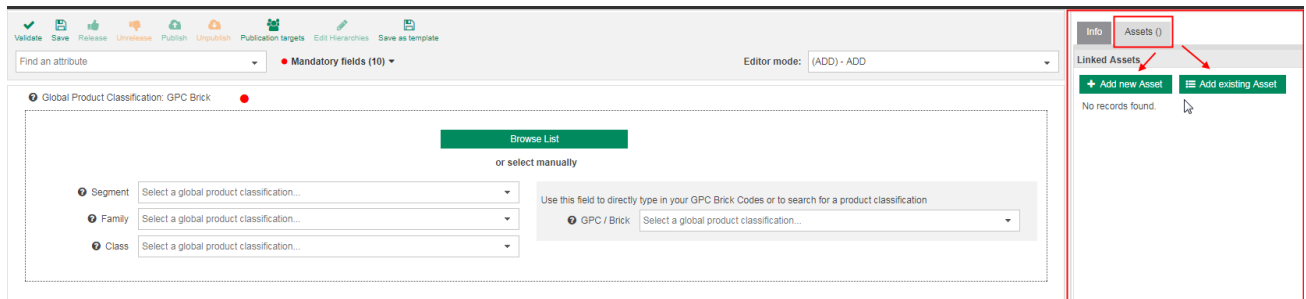 Validate Save Release Unrelease Publish Unpublish Publication targets Edit Hierarchies Save as template
Find an attribute
Mandatory fields (10)
Editor mode: (ADD) - ADD
Global Product Classification: GPC Brick
Browse List
or select manually
Segment Select a global product classification...
Family Select a global product classification...
Class Select a global product classification...
Use this field to directly type in your GPC Brick Codes or to search for a product classification
GPC / Brick Select a global product classification...
Info Assets ()
Linked Assets
Add new Asset Add existing Asset
No records found.